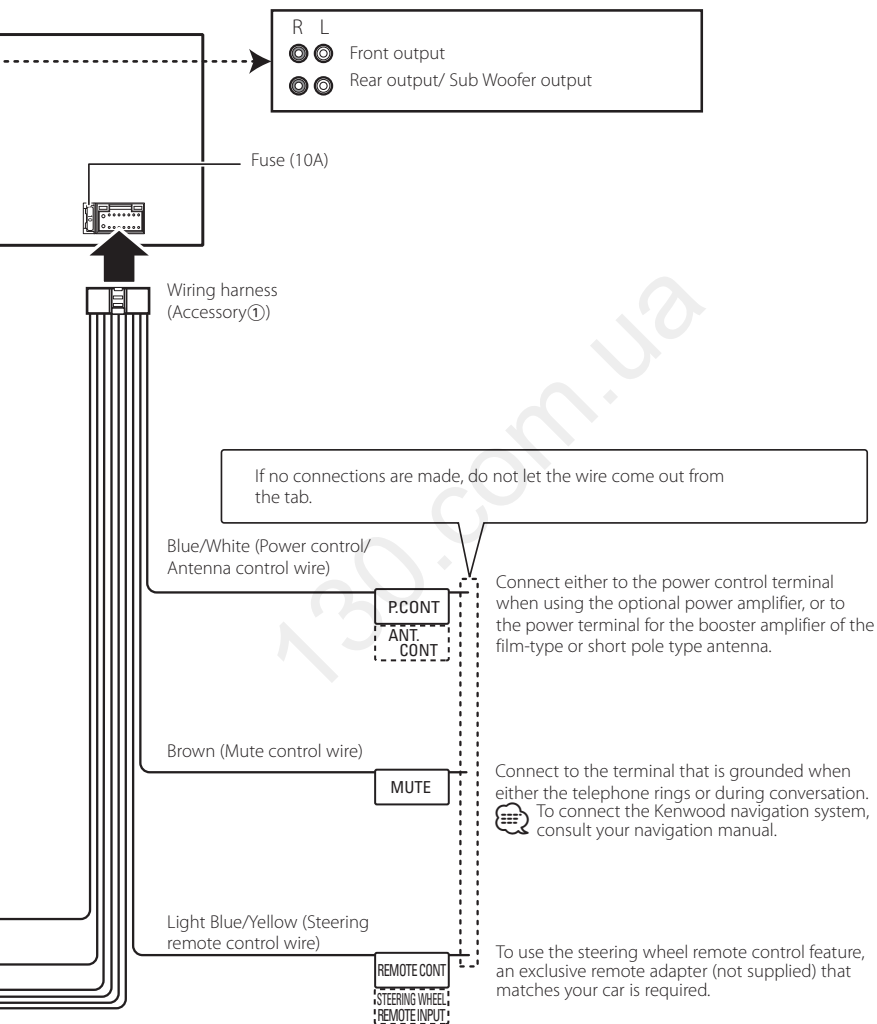 R L
Front output
Rear output/ Sub Woofer output
Fuse (10A)
Wiring harness
(Accessory①)
If no connections are made, do not let the wire come out from
the tab.
Blue/White (Power control/
Antenna control wire)
P.CONT
ANT.
CONT
Connect either to the power control terminal
when using the optional power amplifier, or to
the power terminal for the booster amplifier of the
film-type or short pole type antenna.
Brown (Mute control wire)
MUTE
Connect to the terminal that is grounded when
either the telephone rings or during conversation.
To connect the Kenwood navigation system,
consult your navigation manual.
Light Blue/Yellow (Steering
remote control wire)
REMOTE CONT
STEERING WHEEL
REMOTE INPUT
To use the steering wheel remote control feature,
an exclusive remote adapter (not supplied) that
matches your car is required.
130.com.ua